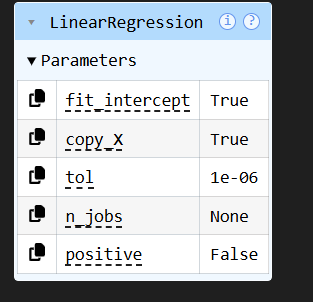 LinearRegression i ?
Parameters
fit_intercept True
copy_X True
tol 1e-06
n_jobs None
positive False